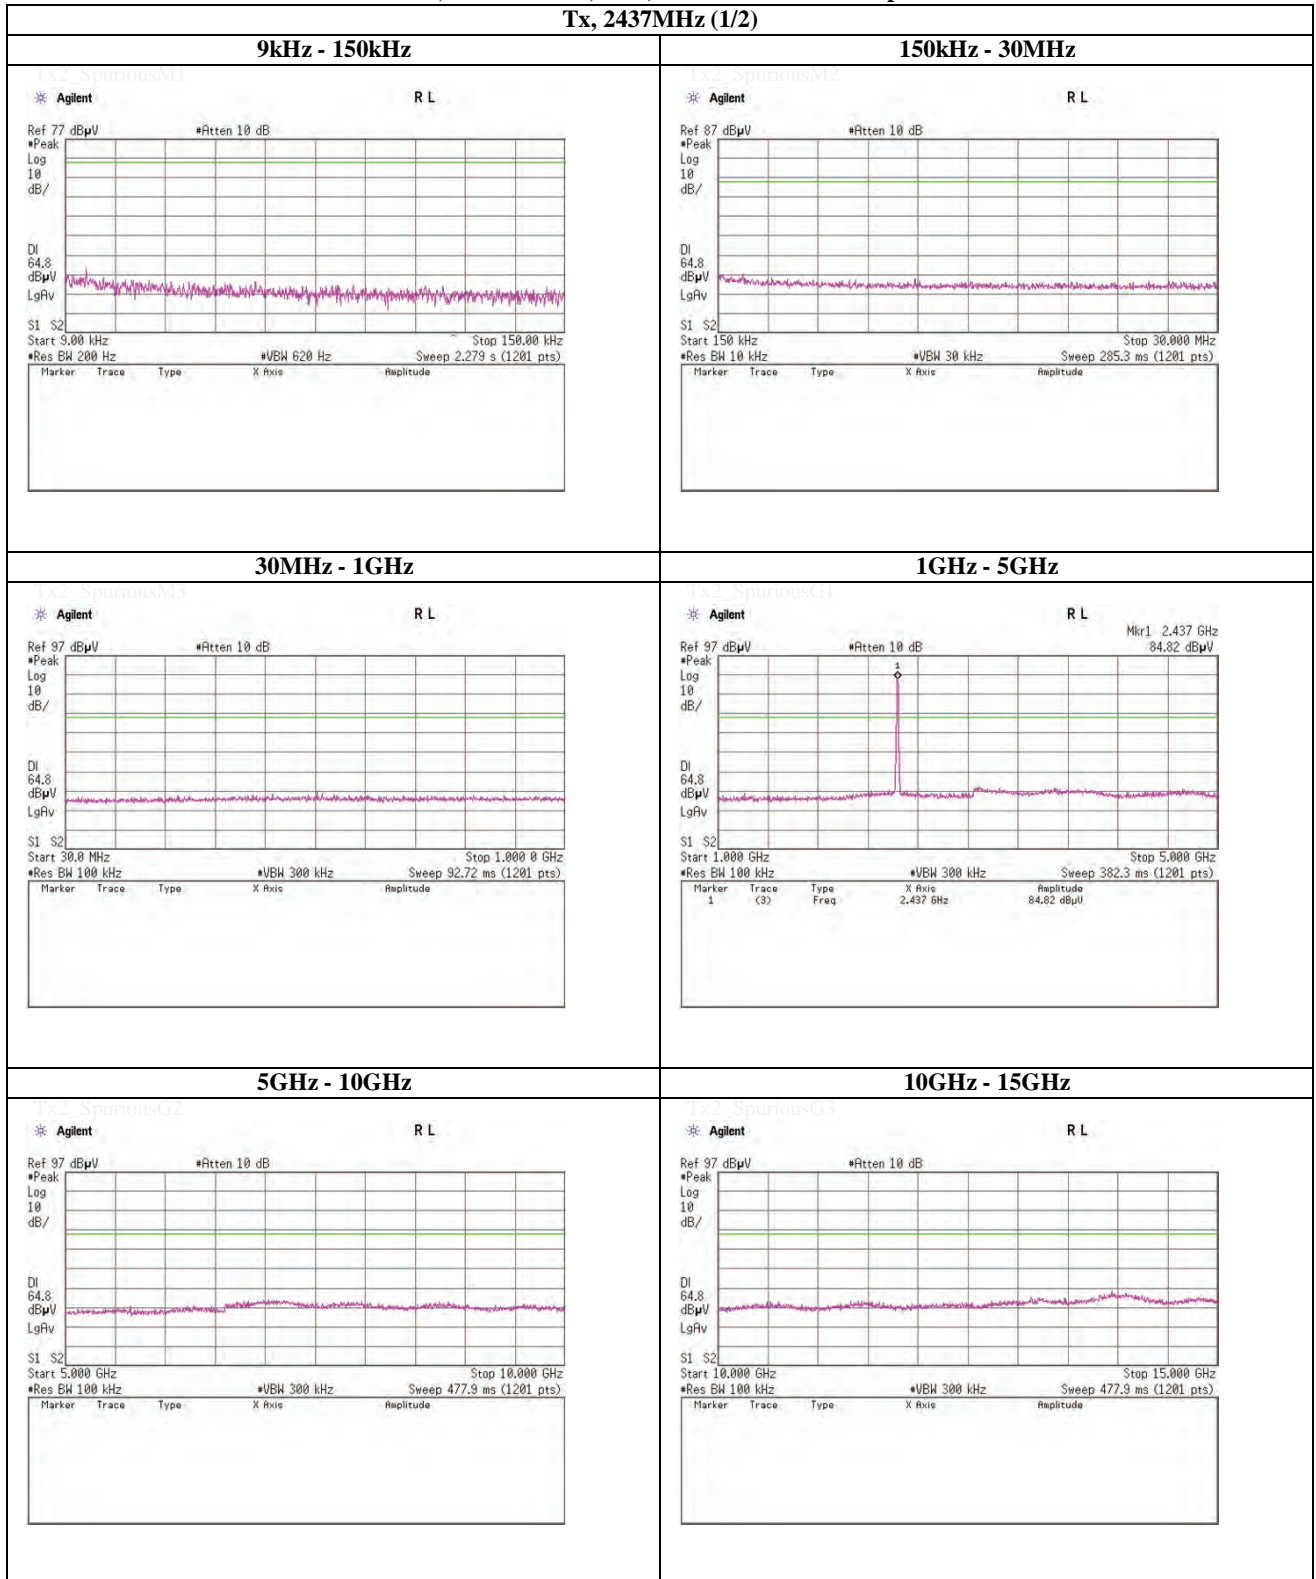 Tx, 2437MHz (1/2)
9kHz - 150kHz
150kHz - 30MHz
Tx2_SpuriousM1
Agilent
R L
Ref 77 dBµV
#Atten 10 dB
#Peak
Log
10
dB/
DI
64.8
dBµV
LgAv
S1 S2
Start 9.00 kHz
Stop 150.00 kHz
#Res BW 200 Hz
#VBW 620 Hz
Sweep 2.279 s (1201 pts)
Marker Trace Type X Axis Amplitude
Tx2_SpuriousM2
Agilent
R L
Ref 87 dBµV
#Atten 10 dB
#Peak
Log
10
dB/
DI
64.8
dBµV
LgAv
S1 S2
Start 150 kHz
Stop 30.000 MHz
#Res BW 10 kHz
#VBW 30 kHz
Sweep 285.3 ms (1201 pts)
Marker Trace Type X Axis Amplitude
30MHz - 1GHz
1GHz - 5GHz
Tx2_SpuriousM3
Agilent
R L
Ref 97 dBµV
#Atten 10 dB
#Peak
Log
10
dB/
DI
64.8
dBµV
LgAv
S1 S2
Start 30.0 MHz
Stop 1.000 0 GHz
#Res BW 100 kHz
#VBW 300 kHz
Sweep 92.72 ms (1201 pts)
Marker Trace Type X Axis Amplitude
Tx2_SpuriousG1
Agilent
R L
Mkr1 2.437 GHz
Ref 97 dBµV
#Atten 10 dB
84.82 dBµV
#Peak
Log
10
dB/
1
DI
64.8
dBµV
LgAv
S1 S2
Start 1.000 GHz
Stop 5.000 GHz
#Res BW 100 kHz
#VBW 300 kHz
Sweep 382.3 ms (1201 pts)
Marker Trace Type X Axis Amplitude
1 (3) Freq 2.437 GHz 84.82 dBµV
5GHz - 10GHz
10GHz - 15GHz
Tx2_SpuriousG2
Agilent
R L
Ref 97 dBµV
#Atten 10 dB
#Peak
Log
10
dB/
DI
64.8
dBµV
LgAv
S1 S2
Start 5.000 GHz
Stop 10.000 GHz
#Res BW 100 kHz
#VBW 300 kHz
Sweep 477.9 ms (1201 pts)
Marker Trace Type X Axis Amplitude
Tx2_SpuriousG3
Agilent
R L
Ref 97 dBµV
#Atten 10 dB
#Peak
Log
10
dB/
DI
64.8
dBµV
LgAv
S1 S2
Start 10.000 GHz
Stop 15.000 GHz
#Res BW 100 kHz
#VBW 300 kHz
Sweep 477.9 ms (1201 pts)
Marker Trace Type X Axis Amplitude